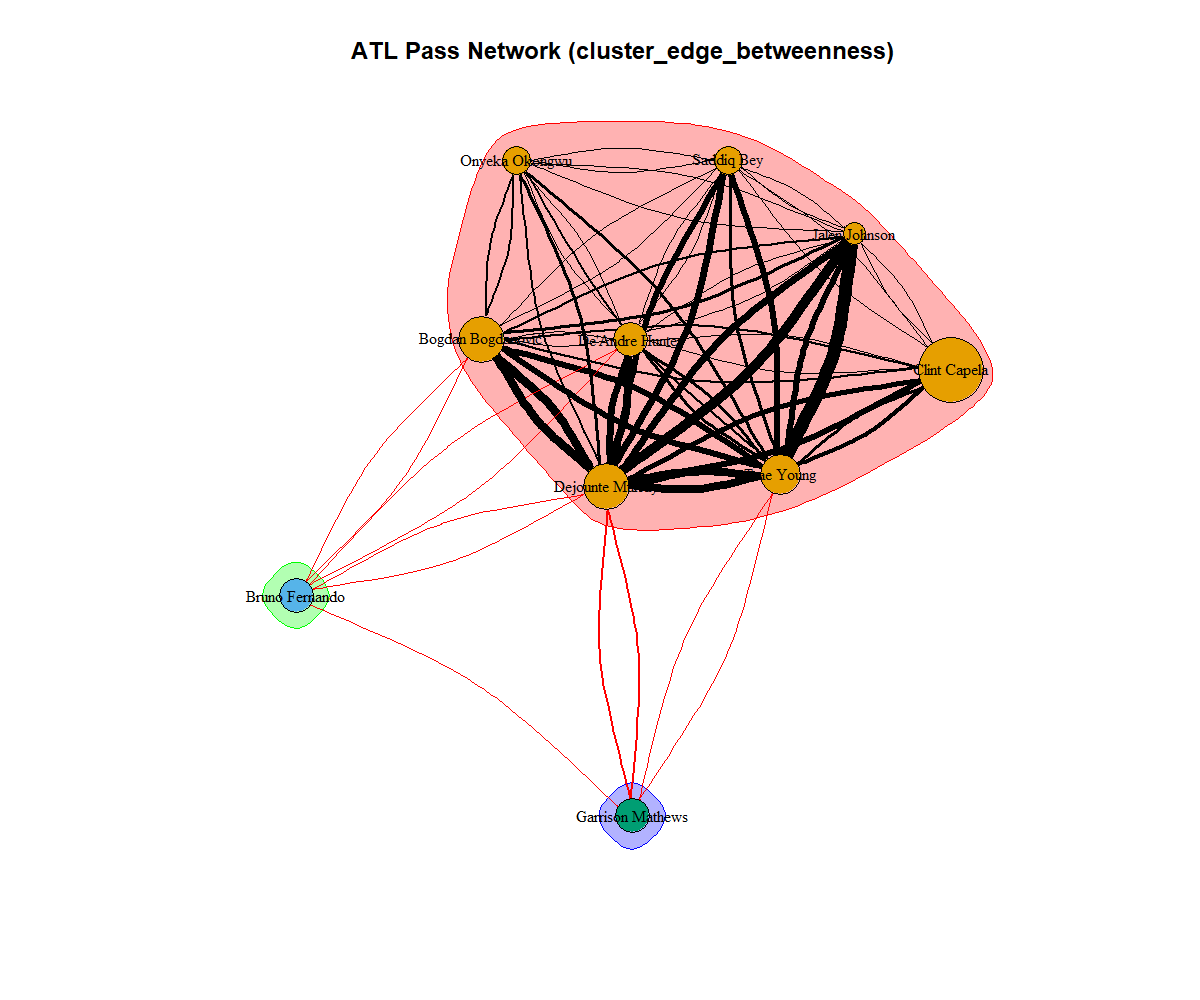 ATL Pass Network (cluster_edge_betweenness)
Onyeka Okongwu
Saddiq Bey
Jalen Johnson
Bogdan Bogdanovic
De'Andre Hunter
Clint Capela
Dejounte Murray
Trae Young
Bruno Fernando
Garrison Mathews